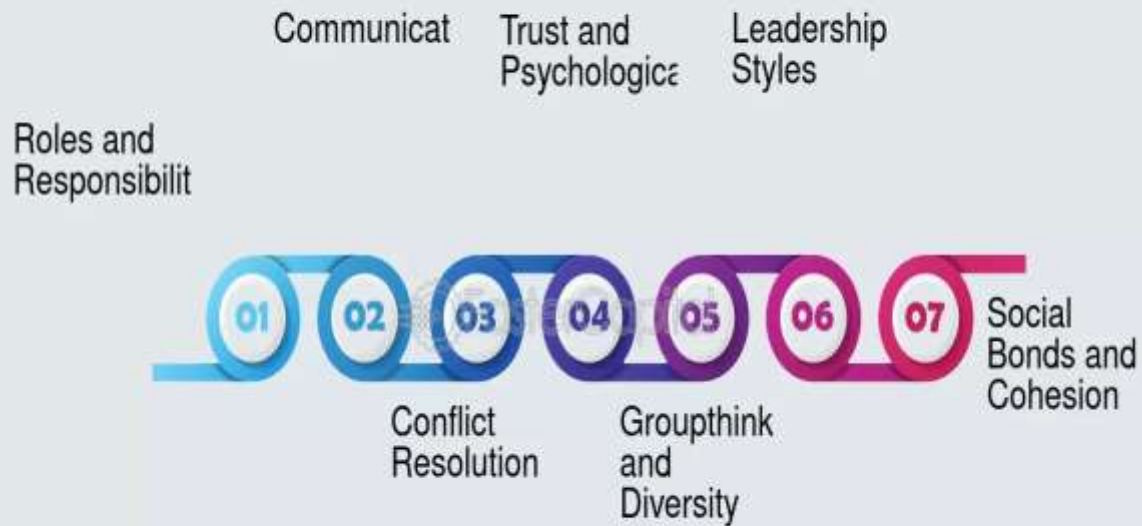 Roles and
Responsibilit
Communicat
Conflict
Resolution
Trust and
Psychologica
Groupthink
and
Diversity
Leadership
Styles
Social
Bonds and
Cohesion
01
02
03
04
05
06
07